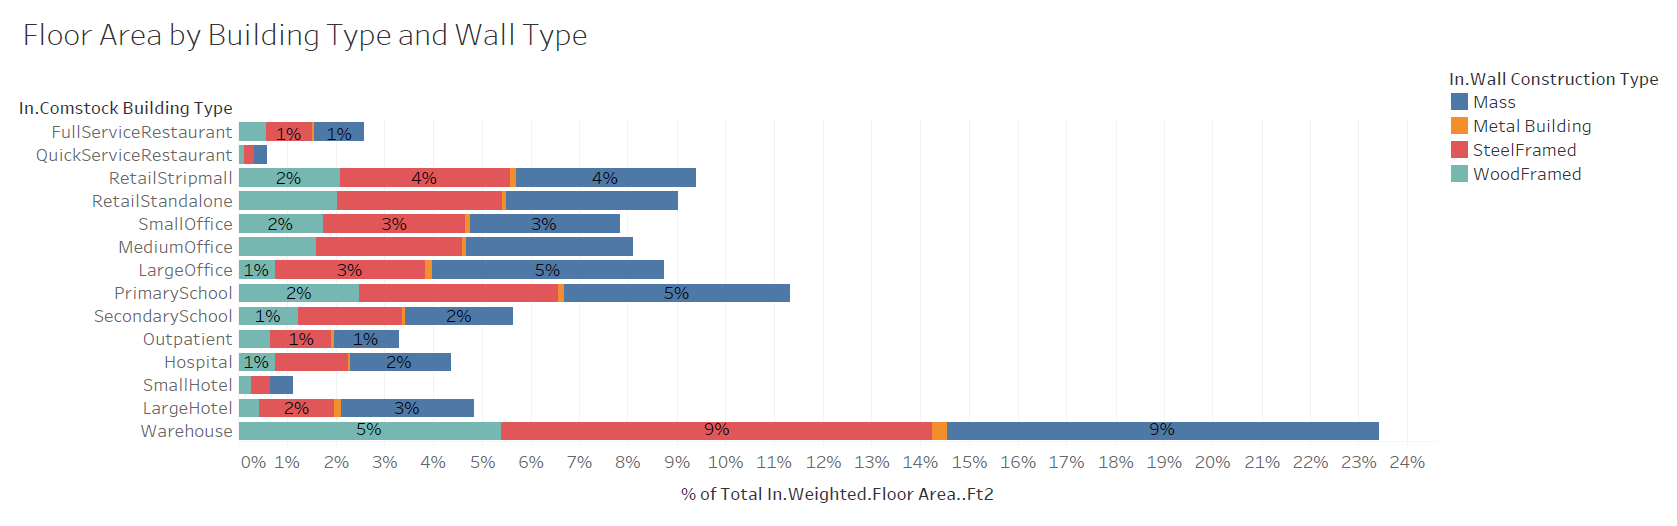 Floor Area by Building Type and Wall Type
In.Wall Construction Type
Mass
Metal Building
SteelFramed
WoodFramed
In.Comstock Building Type
FullServiceRestaurant 1% 1%
QuickServiceRestaurant
RetailStripmall 2% 4% 4%
RetailStandalone
SmallOffice 2% 3% 3%
MediumOffice
LargeOffice 1% 3% 5%
PrimarySchool 2% 5%
SecondarySchool 1% 2%
Outpatient 1% 1%
Hospital 1% 2%
SmallHotel
LargeHotel 2% 3%
Warehouse 5% 9% 9%
0% 1% 2% 3% 4% 5% 6% 7% 8% 9% 10% 11% 12% 13% 14% 15% 16% 17% 18% 19% 20% 21% 22% 23% 24%
% of Total In.Weighted.Floor Area..Ft2